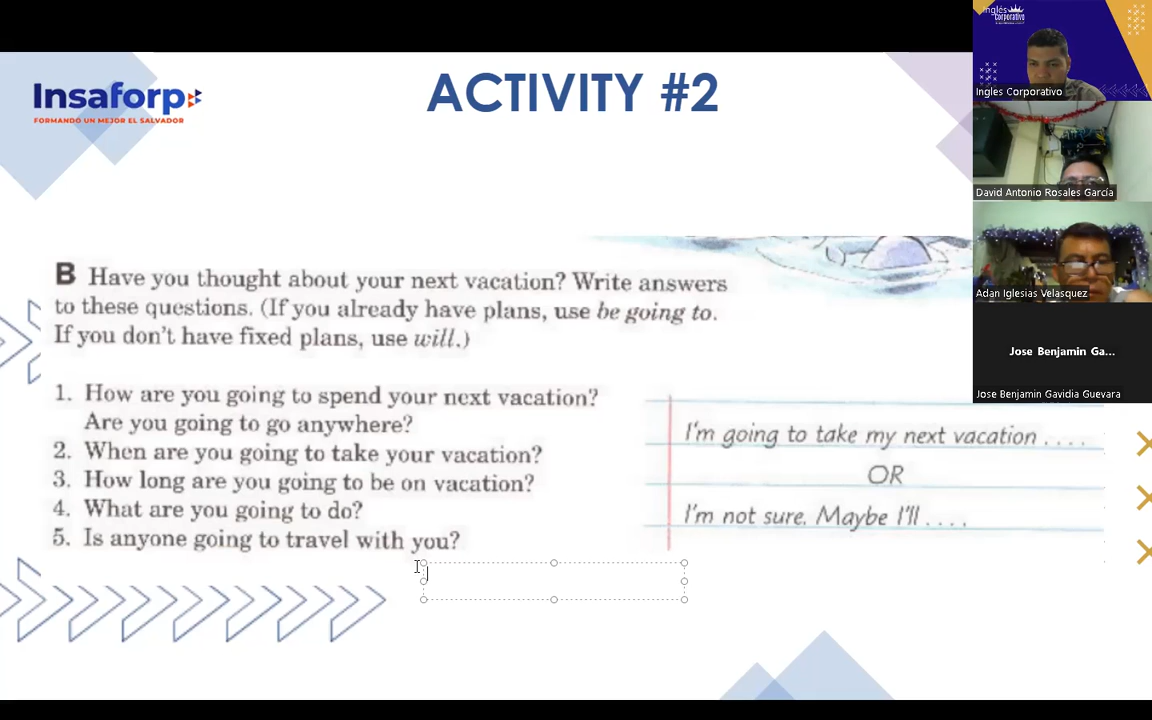 Insaforp
FORMANDO UN MEJOR EL SALVADOR
ACTIVITY #2
B Have you thought about your next vacation? Write answers
to these questions. (If you already have plans, use be going to.
If you don't have fixed plans, use will.)
1. How are you going to spend your next vacation?
Are you going to go anywhere?
2. When are you going to take your vacation?
3. How long are you going to be on vacation?
4. What are you going to do?
5. Is anyone going to travel with you?
I'm going to take my next vacation . . . .
OR
I'm not sure. Maybe I'll . . . .
Inglés
corporativo
Ingles Corporativo
David Antonio Rosales García
Adan Iglesias Velasquez
Jose Benjamin Ga...
Jose Benjamin Gavidia Guevara